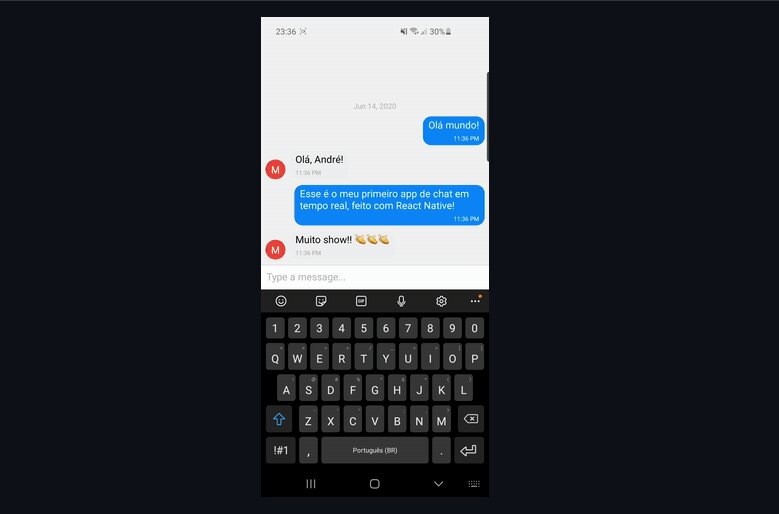 23:36 30%
Jun 14, 2020
Olá mundo!
11:36 PM
Olá, André!
11:36 PM
M
Esse é o meu primeiro app de chat em
tempo real, feito com React Native!
11:36 PM
Muito show!! 👏👏👏
11:36 PM
M
Type a message...
GIF
1 2 3 4 5 6 7 8 9 0
Q W E R T Y U I O P
A S D F G H J K L
Z X C V B N M
!#1 , Português (BR) .